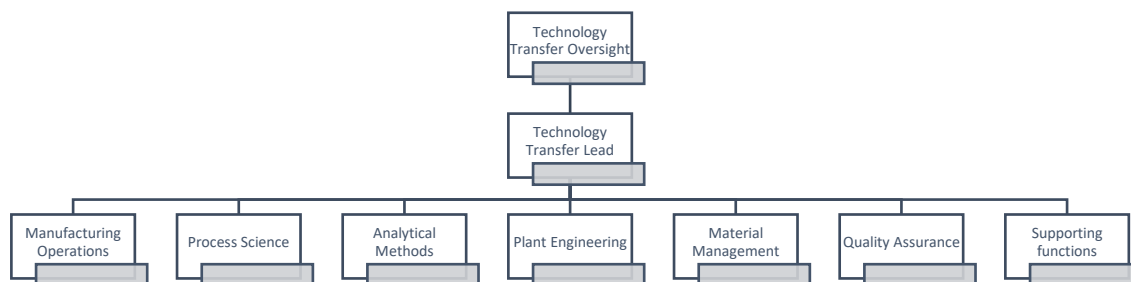 Technology
Transfer Oversight
Technology
Transfer Lead
Manufacturing
Operations
Process Science
Analytical
Methods
Plant Engineering
Material
Management
Quality Assurance
Supporting
functions